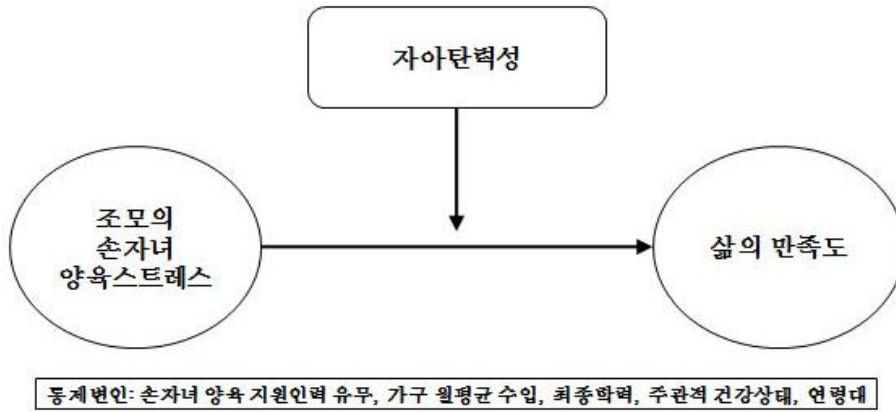 자아탄력성
조모의
손자녀
양육스트레스
삶의 만족도
통제변인: 손자녀 양육 지원인력 유무, 가구 월평균 수입, 최종학력, 주관적 건강상태, 연령대